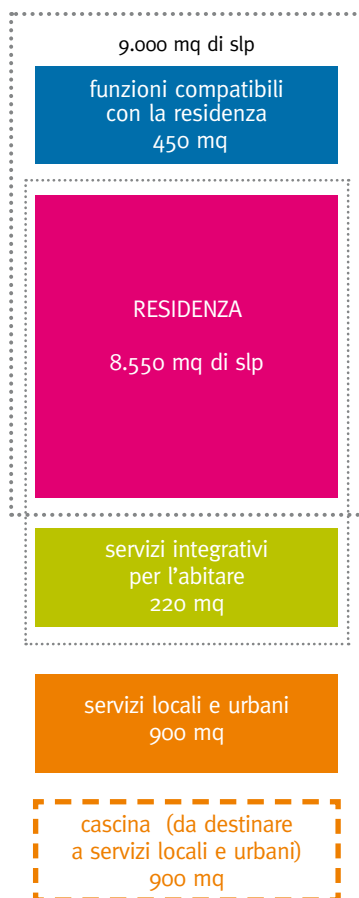 9.000 mq di slp
funzioni compatibili
con la residenza
450 mq
RESIDENZA
8.550 mq di slp
servizi integrativi
per l'abitare
220 mq
servizi locali e urbani
900 mq
cascina (da destinare
a servizi locali e urbani)
900 mq